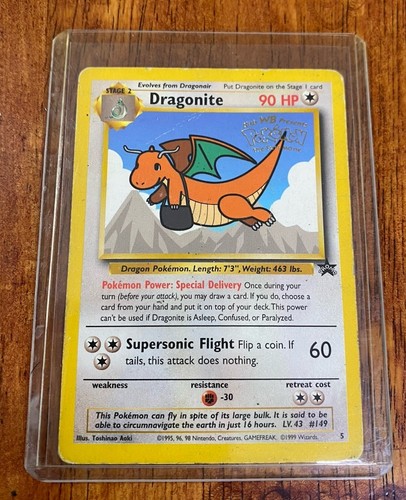 Evolves from Dragonair Put Dragonite on the Stage 1 card
STAGE 2
Dragonite 90 HP
The WB Presents
Dragon Pokémon. Length: 7'3", Weight: 463 lbs.
Pokémon Power: Special Delivery Once during your
turn (before your attack), you may draw a card. If you do, choose a
card from your hand and put it on top of your deck. This power
can't be used if Dragonite is Asleep, Confused, or Paralyzed.
Supersonic Flight Flip a coin. If
tails, this attack does nothing. 60
weakness resistance retreat cost
-30
This Pokémon can fly in spite of its large bulk. It is said to be
able to circumnavigate the earth in just 16 hours. LV. 43 #149
Illus. Toshinao Aoki ©1995, 96, 98 Nintendo, Creatures, GAMEFREAK. ©1999 Wizards. 5